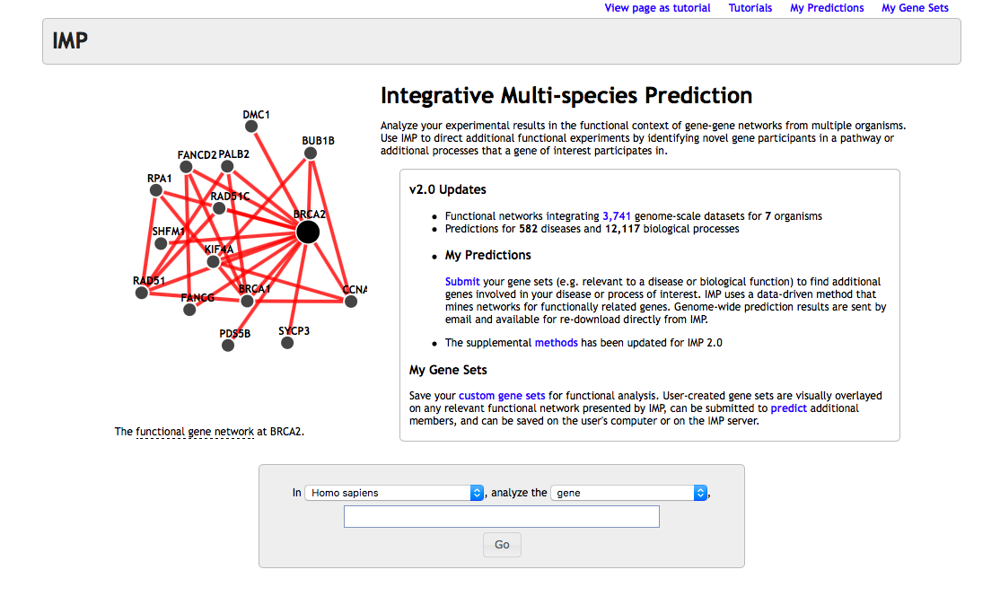 View page as tutorial Tutorials My Predictions My Gene Sets
IMP
Integrative Multi-species Prediction
Analyze your experimental results in the functional context of gene-gene networks from multiple organisms.
Use IMP to direct additional functional experiments by identifying novel gene participants in a pathway or
additional processes that a gene of interest participates in.
DMC1
BUB1B
FANCD2 PALB2
RPA1
RAD51C
BRCA2
SHFM1
KIF4A
RAD51
FANCG
BRCA1
CCNA
PDS5B
SYCP3
The functional gene network at BRCA2.
v2.0 Updates
• Functional networks integrating 3,741 genome-scale datasets for 7 organisms
• Predictions for 582 diseases and 12,117 biological processes
• My Predictions
Submit your gene sets (e.g. relevant to a disease or biological function) to find additional
genes involved in your disease or process of interest. IMP uses a data-driven method that
mines networks for functionally related genes. Genome-wide prediction results are sent by
email and available for re-download directly from IMP.
• The supplemental methods has been updated for IMP 2.0
My Gene Sets
Save your custom gene sets for functional analysis. User-created gene sets are visually overlayed
on any relevant functional network presented by IMP, can be submitted to predict additional
members, and can be saved on the user's computer or on the IMP server.
In Homo sapiens , analyze the gene ,
Go